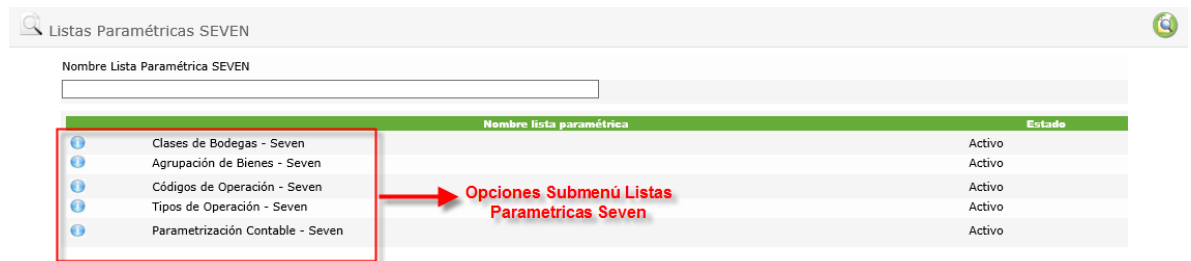 Listas Paramétricas SEVEN
Nombre Lista Paramétrica SEVEN
Nombre lista paramétrica Estado
Clases de Bodegas - Seven Activo
Agrupación de Bienes - Seven Activo
Códigos de Operación - Seven Activo
Tipos de Operación - Seven Activo
Parametrización Contable - Seven Activo
Opciones Submenú Listas
Parametricas Seven